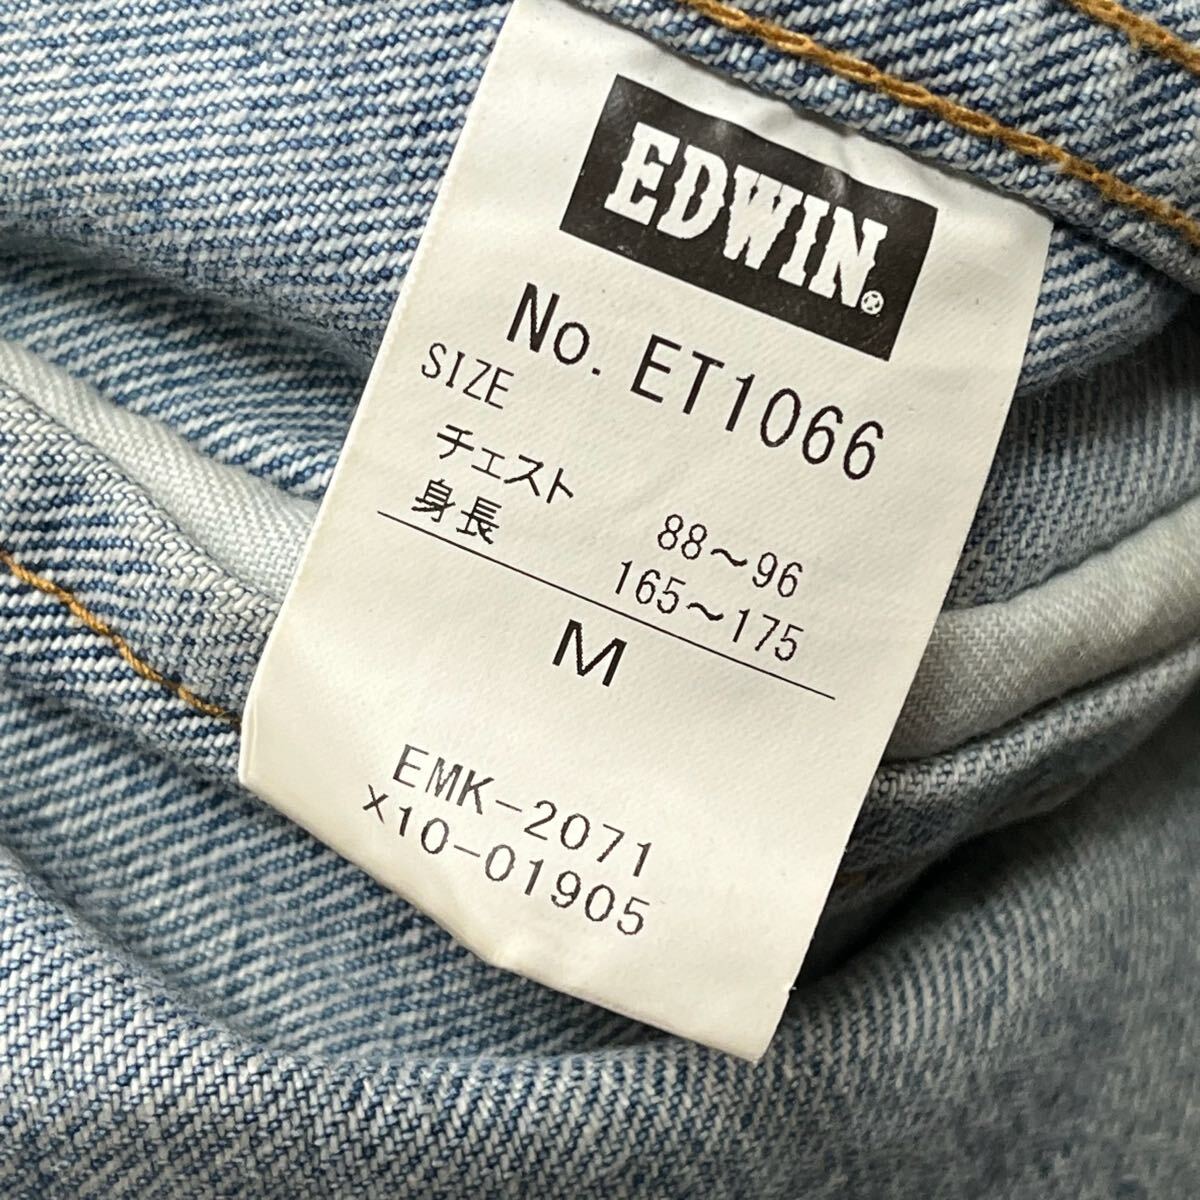 EDWIN®
No. ET1066
SIZE
チェスト 88～96
身長 165～175
M
EMK-2071
X10-01905